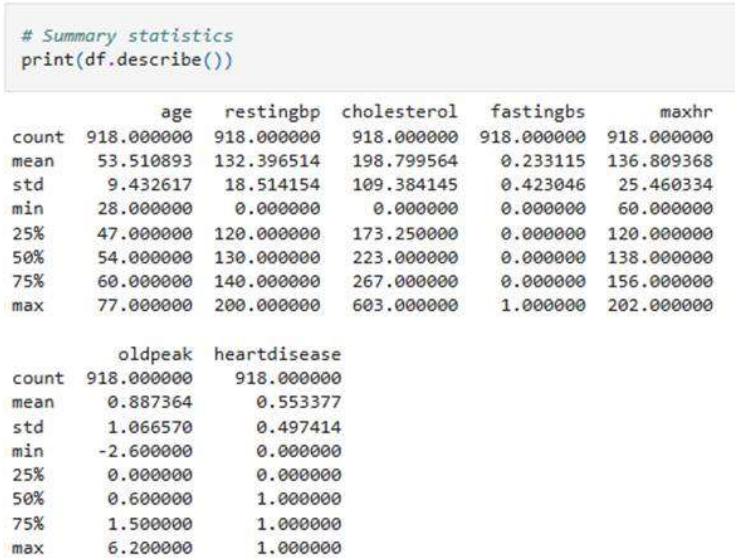 # Summary statistics
print(df.describe())
age restingbp cholesterol fastingbs maxhr
count 918.000000 918.000000 918.000000 918.000000 918.000000
mean 53.510893 132.396514 198.799564 0.233115 136.809368
std 9.432617 18.514154 109.384145 0.423046 25.460334
min 28.000000 0.000000 0.000000 0.000000 60.000000
25% 47.000000 120.000000 173.250000 0.000000 120.000000
50% 54.000000 130.000000 223.000000 0.000000 138.000000
75% 60.000000 140.000000 267.000000 0.000000 156.000000
max 77.000000 200.000000 603.000000 1.000000 202.000000
oldpeak heartdisease
count 918.000000 918.000000
mean 0.887364 0.553377
std 1.066570 0.497414
min -2.600000 0.000000
25% 0.000000 0.000000
50% 0.600000 1.000000
75% 1.500000 1.000000
max 6.200000 1.000000